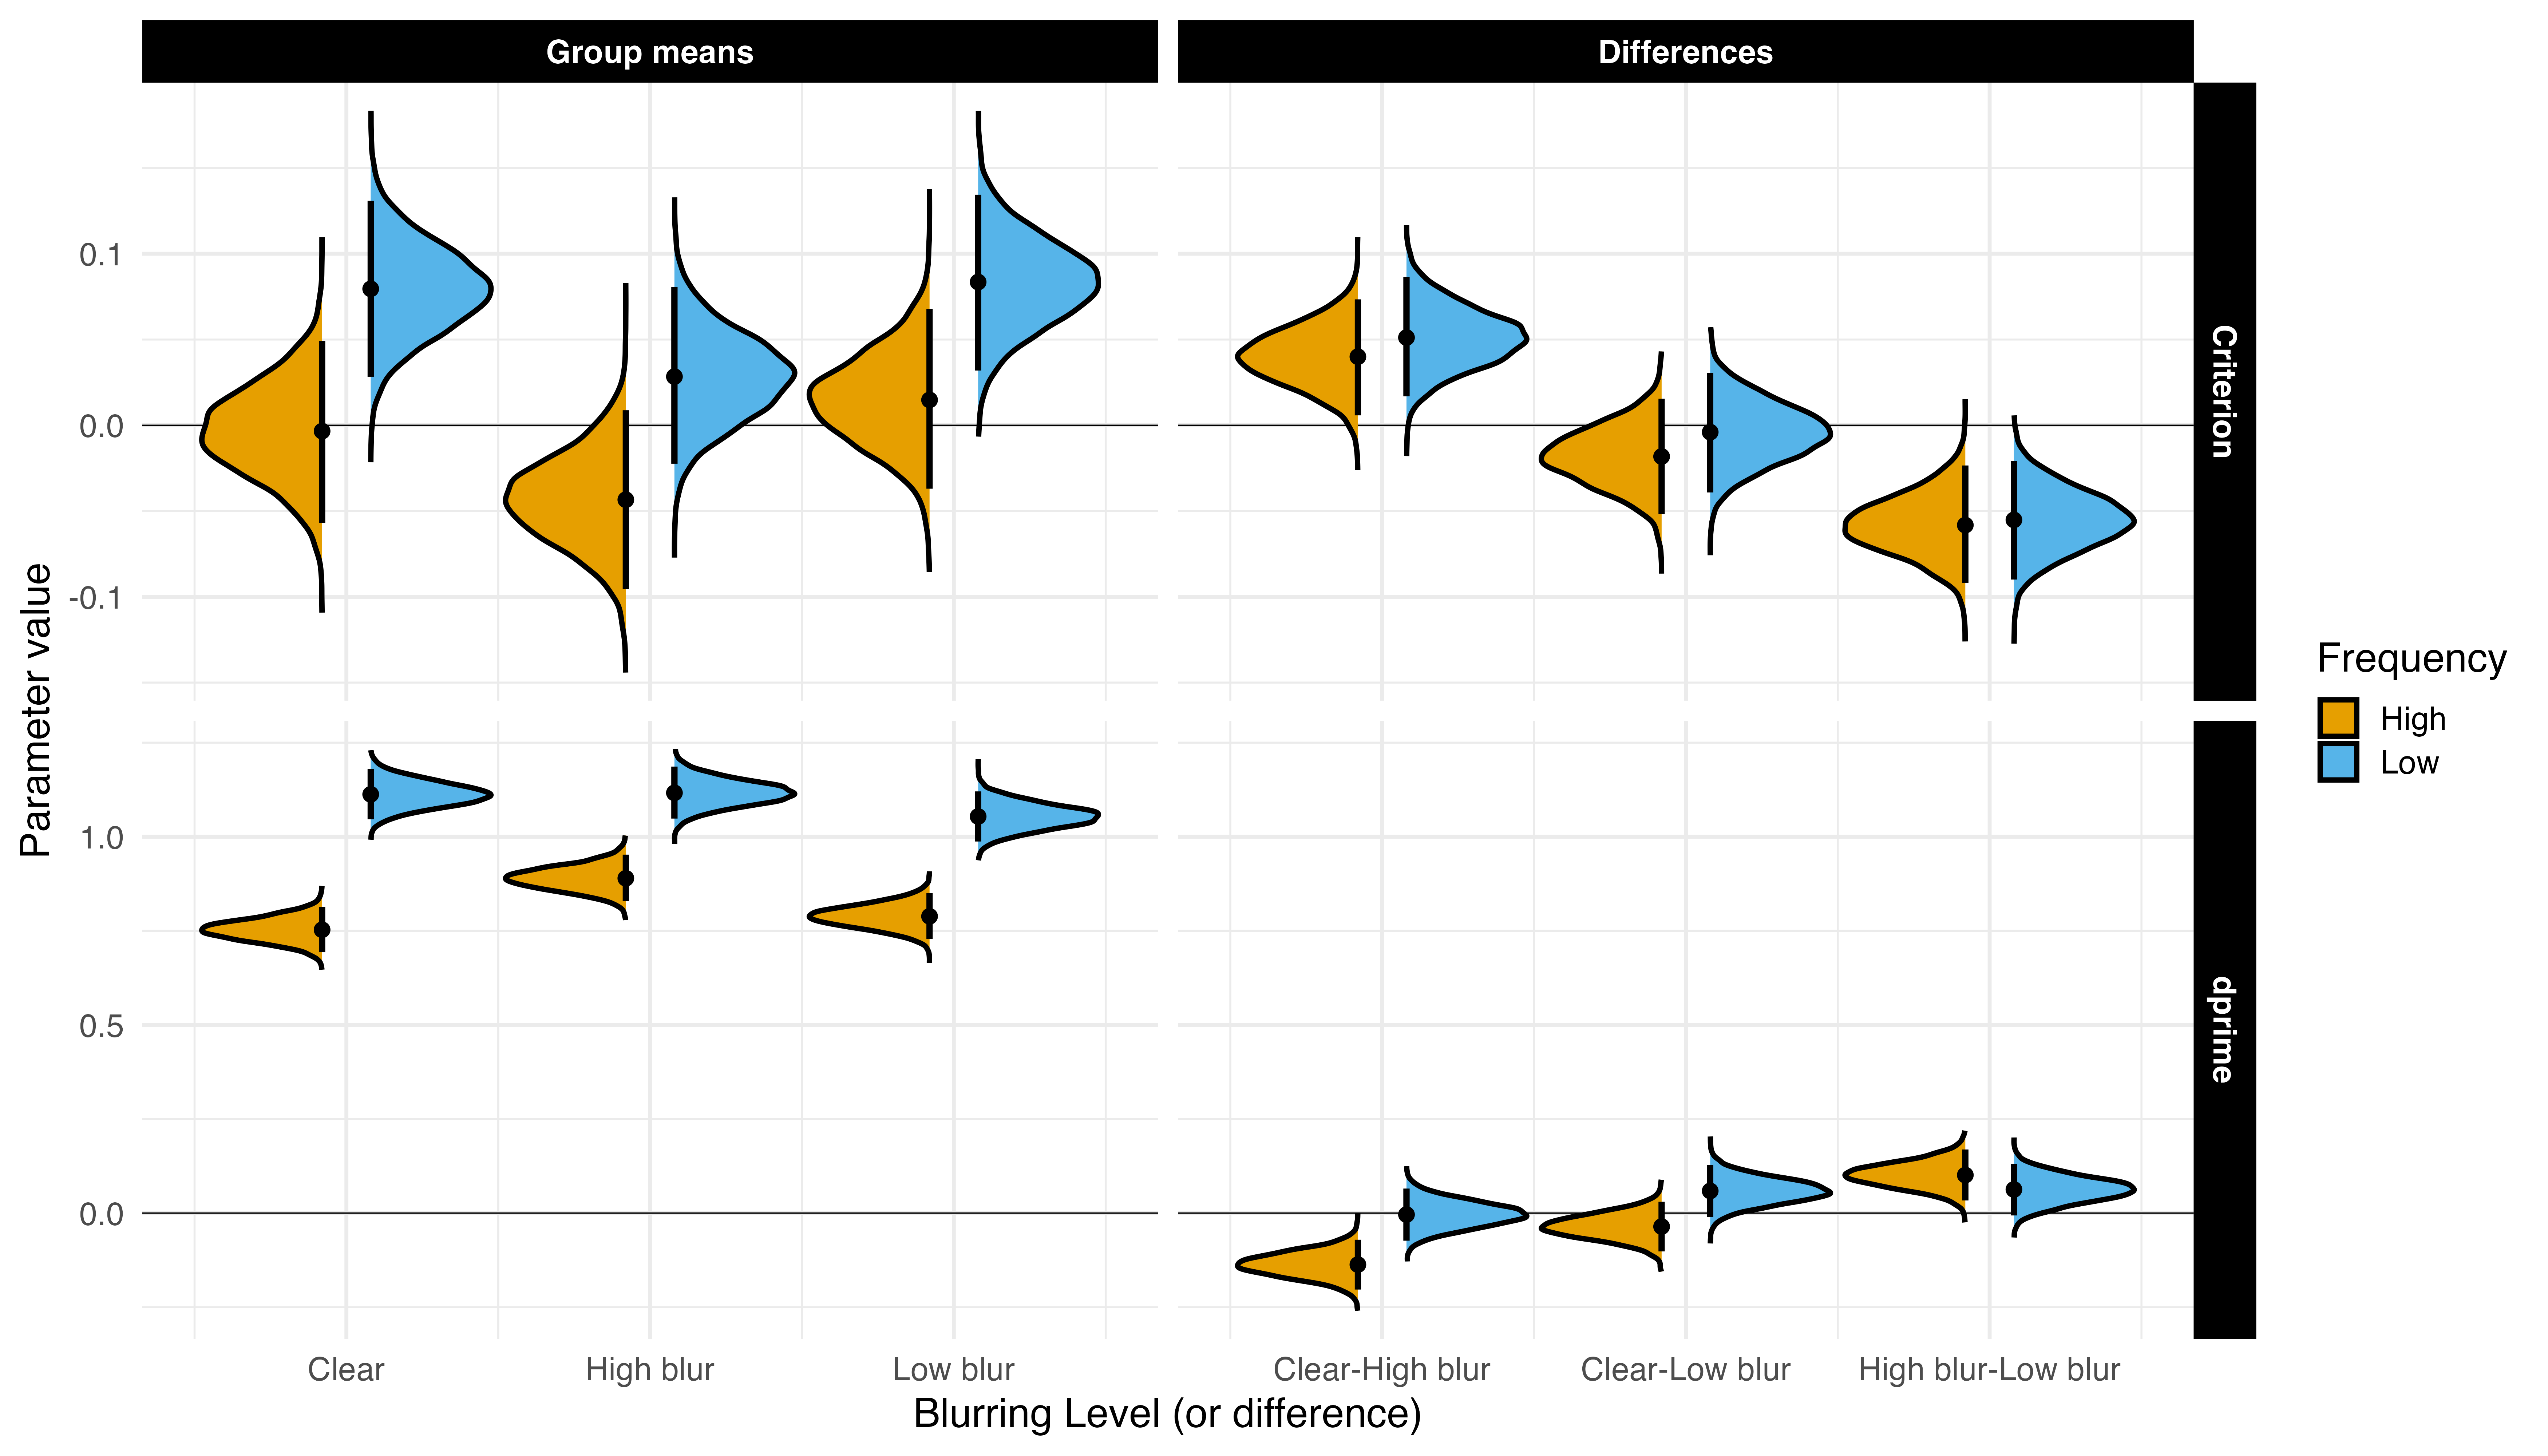 Group means
Differences
Parameter value
0.1
0.0
-0.1
Criterion
1.0
0.5
0.0
dprime
Frequency
High
Low
Clear
High blur
Low blur
Clear-High blur
Clear-Low blur
High blur-Low blur
Blurring Level (or difference)